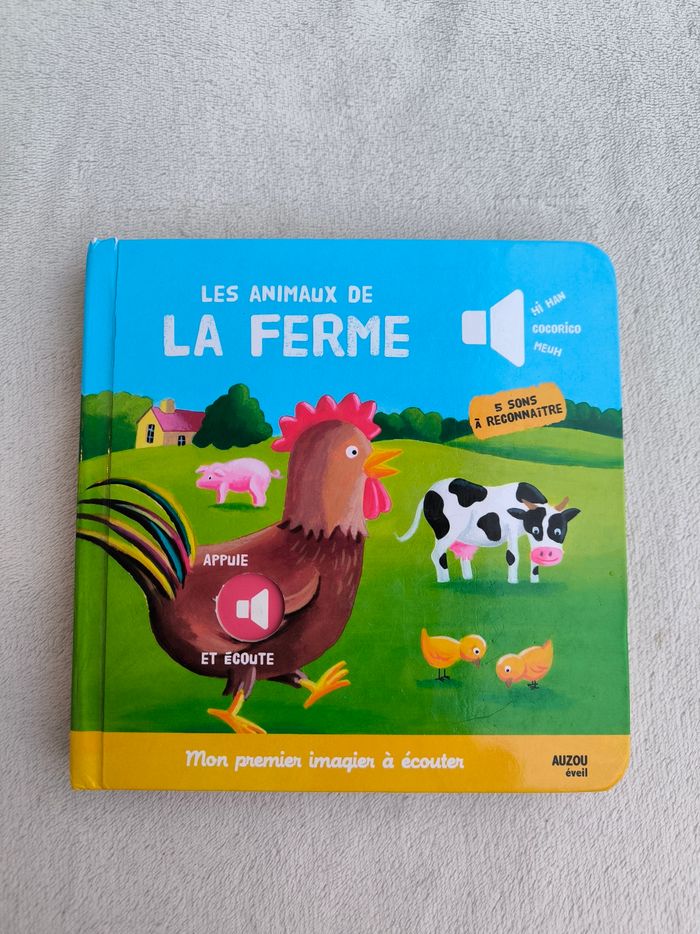 LES ANIMAUX DE
LA FERME
HI HAN
COCORICO
MEUH
5 SONS
À RECONNAÎTRE
APPUIE
ET ÉCOUTE
Mon premier imagier à écouter
AUZOU
éveil